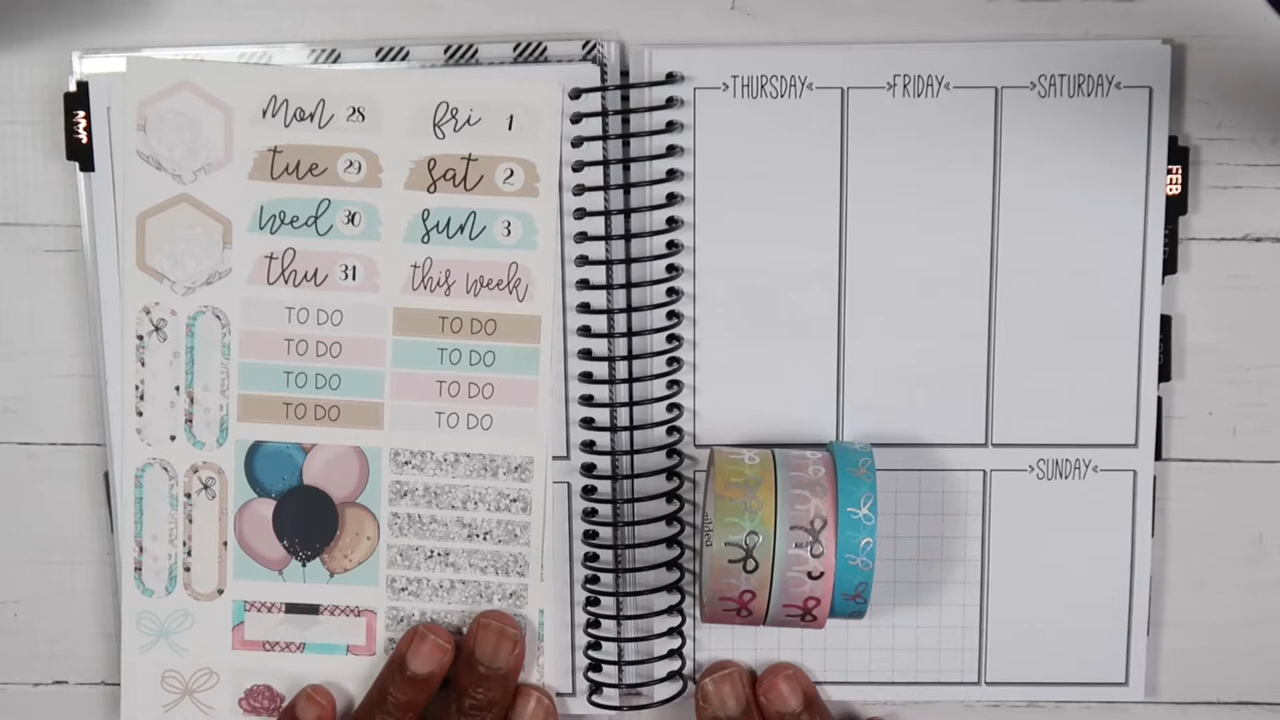 mon 28
tue 29
wed 30
thu 31
TO DO
TO DO
TO DO
TO DO
fri 1
sat 2
sun 3
this week
TO DO
TO DO
TO DO
TO DO
»THURSDAY«
»FRIDAY«
»SATURDAY«
»SUNDAY«
FEB